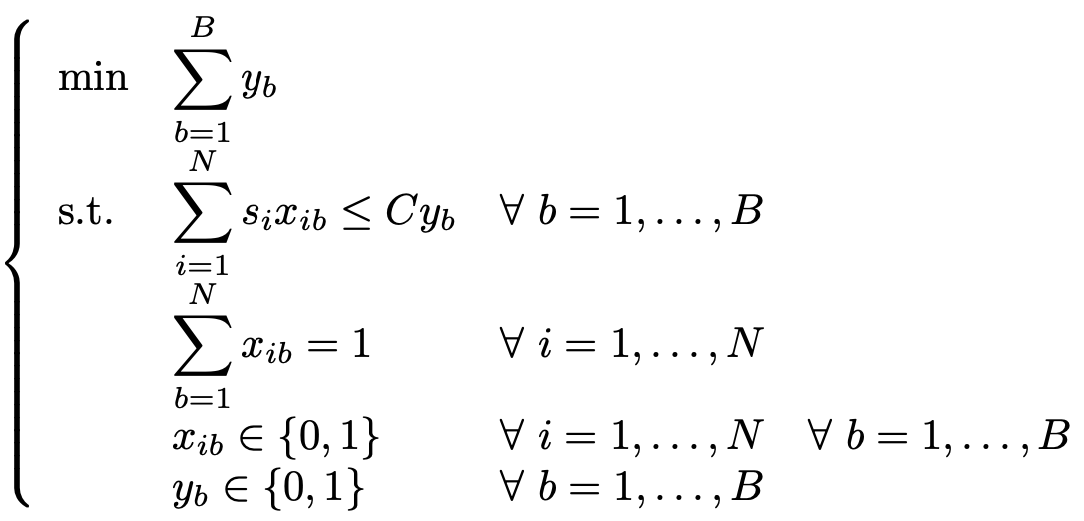 min ∑_{b=1}^{B} y_b
s.t. ∑_{i=1}^{N} s_i x_{ib} ≤ C y_b ∀ b = 1, . . . , B
∑_{b=1}^{N} x_{ib} = 1 ∀ i = 1, . . . , N
x_{ib} ∈ {0, 1} ∀ i = 1, . . . , N ∀ b = 1, . . . , B
y_b ∈ {0, 1} ∀ b = 1, . . . , B